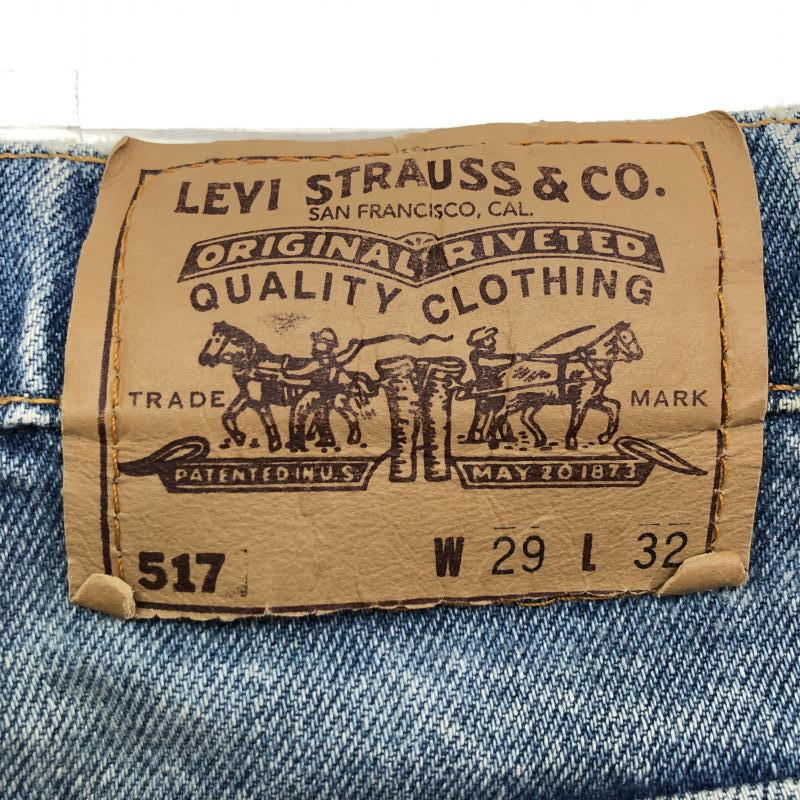 LEVI STRAUSS & CO.
SAN FRANCISCO, CAL.
ORIGINAL RIVETED
QUALITY CLOTHING
TRADE MARK
PATENTED IN U.S. MAY 20 1873
517 W 29 L 32